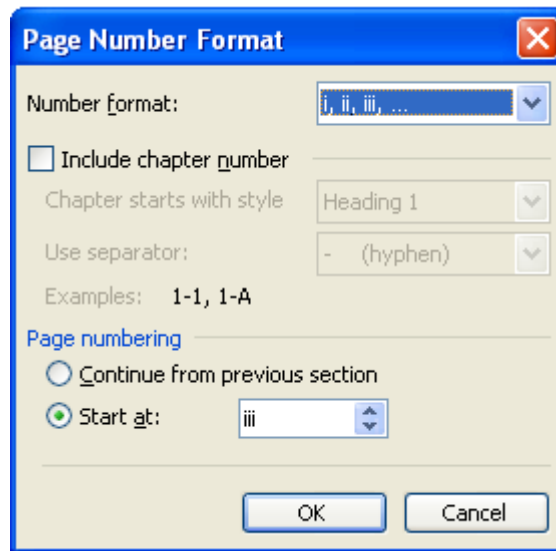 Page Number Format
Number format: i, ii, iii, ...
Include chapter number
Chapter starts with style Heading 1
Use separator: - (hyphen)
Examples: 1-1, 1-A
Page numbering
Continue from previous section
Start at: iii
OK Cancel